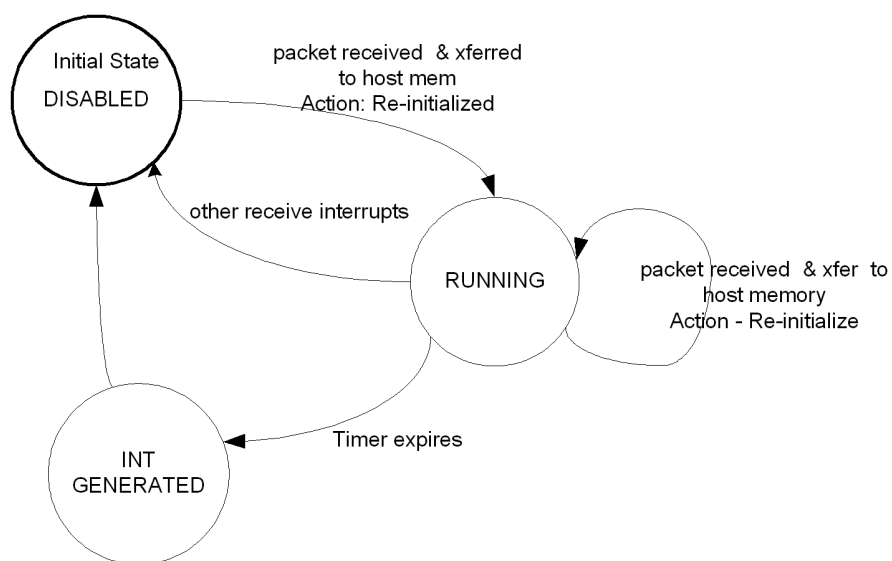 Initial State
DISABLED
packet received & xferred
to host mem
Action: Re-initialized
other receive interrupts
RUNNING
packet received & xfer to
host memory
Action - Re-initialize
Timer expires
INT
GENERATED